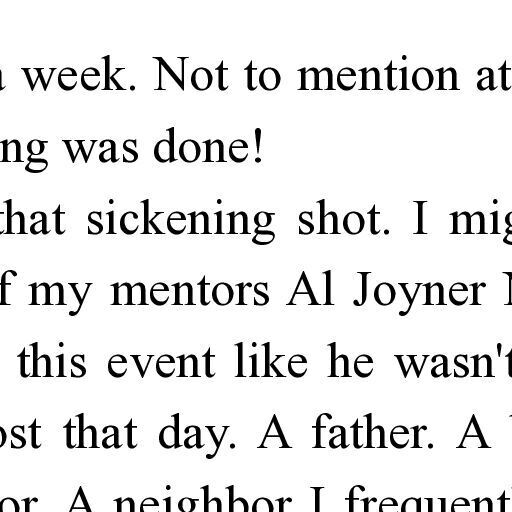 a week. Not to mention at
ng was done!
that sickening shot. I mig
f my mentors Al Joyner
this event like he wasn't
ost that day. A father. A
or. A neighbor I frequent